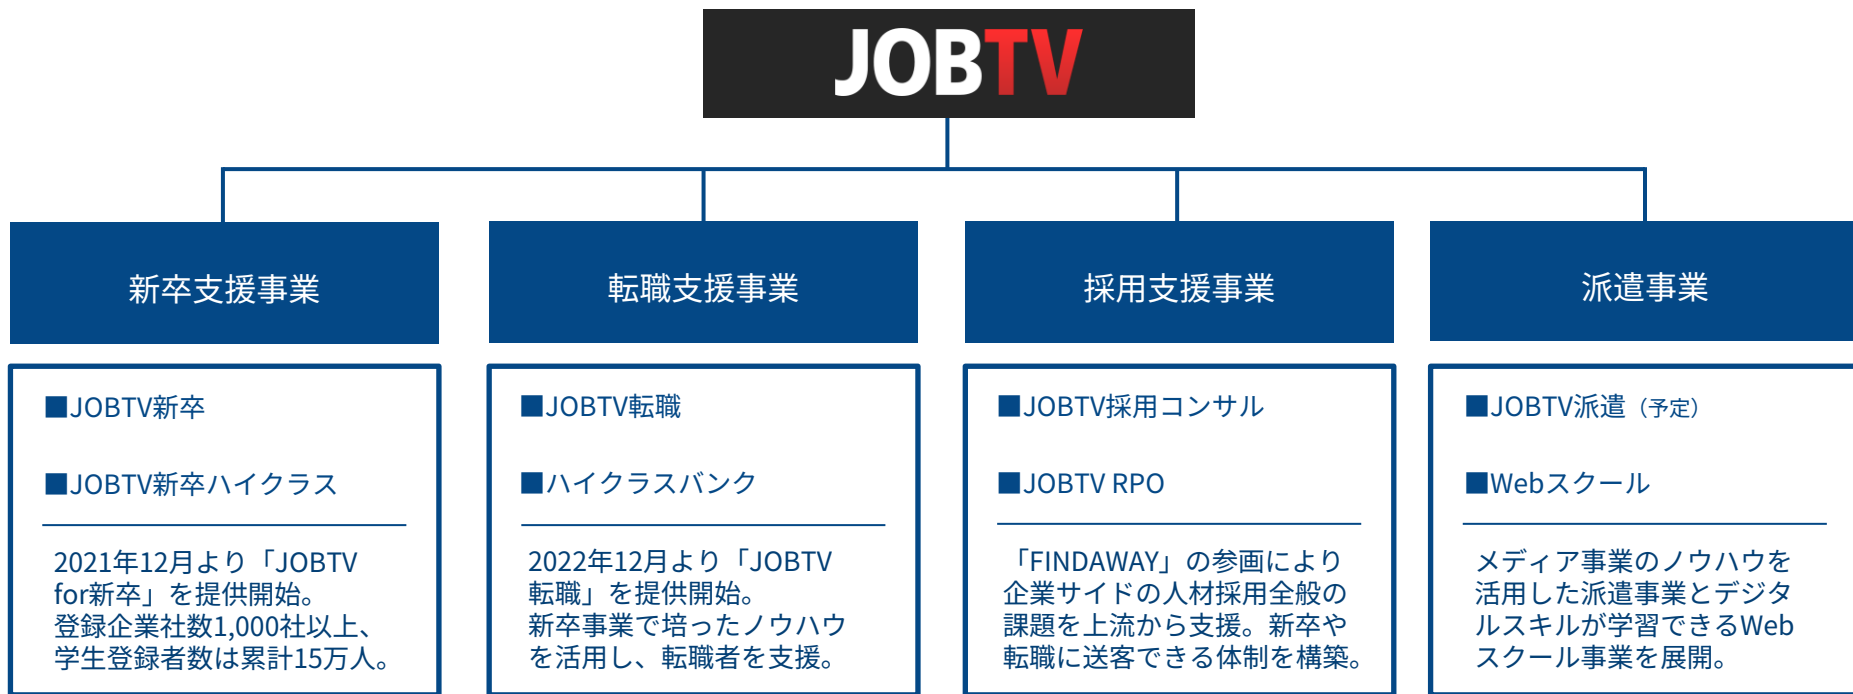 JOBTV
新卒支援事業
■JOBTV新卒
■JOBTV新卒ハイクラス
2021年12月より「JOBTV
for新卒」を提供開始。
登録企業社数1,000社以上、
学生登録者数は累計15万人。
転職支援事業
■JOBTV転職
■ハイクラスバンク
2022年12月より「JOBTV
転職」を提供開始。
新卒事業で培ったノウハウ
を活用し、転職者を支援。
採用支援事業
■JOBTV採用コンサル
■JOBTV RPO
「FINDAWAY」の参画により
企業サイドの人材採用全般の
課題を上流から支援。新卒や
転職に送客できる体制を構築。
派遣事業
■JOBTV派遣（予定）
■Webスクール
メディア事業のノウハウを
活用した派遣事業とデジタ
ルスキルが学習できるWeb
スクール事業を展開。